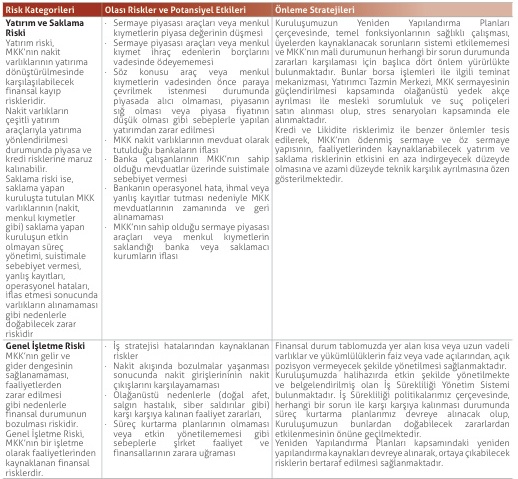 Risk Kategorileri
Olası Riskler ve Potansiyel Etkileri
Önleme Stratejileri
Yatırım ve Saklama
Riski
Yatırım riski,
MKK'nın nakit
varlıklarının yatırıma
dönüştürülmesinde
karşılaşılabilecek
finansal kayıp
riskleridir.
Nakit varlıkların
çeşitli yatırım
araçlarıyla yatırıma
yönlendirilmesi
durumunda piyasa ve
kredi risklerine maruz
kalınabilir.
Saklama riski ise,
saklama yapan
kuruluşta tutulan MKK
varlıklarının (nakit,
menkul kıymetler
gibi) saklama yapan
kuruluşun etkin
olmayan süreç
yönetimi, suistimale
sebebiyet vermesi,
yanlış kayıtları,
operasyonel hataları,
iflas etmesi sonucunda
varlıkların alınamaması
gibi nedenlerle
doğabilecek zarar
riskidir
· Sermaye piyasası araçları veya menkul
kıymetlerin piyasa değerinin düşmesi
· Sermaye piyasası araçları veya menkul
kıymet ihraç edenlerin borçlarını
vadesinde ödeyememesi
· Söz konusu araç veya menkul
kıymetlerin vadesinden önce paraya
çevrilmek istenmesi durumunda
piyasada alıcı olmaması, piyasanın
sığ olması veya piyasa fiyatının
düşük olması gibi sebeplerle yapılan
yatırımdan zarar edilmesi
· MKK nakit varlıklarının mevduat olarak
tutulduğu bankaların iflası
· Banka çalışanlarının MKK'nın sahip
olduğu mevduatlar üzerinde suistimale
sebebiyet vermesi
· Bankanın operasyonel hata, ihmal veya
yanlış kayıtlar tutması nedeniyle MKK
mevduatlarının zamanında ve geri
alınamaması
· MKK'nın sahip olduğu sermaye piyasası
araçları veya menkul kıymetlerin
saklandığı banka veya saklamacı
kurumların iflası
Kuruluşumuzun Yeniden Yapılandırma Planları
çerçevesinde, temel fonksiyonlarının sağlıklı çalışması,
üyelerden kaynaklanacak sorunların sistemi etkilememesi
ve MKK'nın mali durumunun herhangi bir sorun durumunda
zararları karşılaması için başlıca dört önlem yürürlükte
bulunmaktadır. Bunlar borsa işlemleri ile ilgili teminat
mekanizması, Yatırımcı Tazmin Merkezi, MKK sermayesinin
güçlendirilmesi kapsamında olağanüstü yedek akçe
ayrılması ile mesleki sorumluluk ve suç poliçeleri
satın alınması olup, stres senaryoları kapsamında ele
alınmaktadır.
Kredi ve Likidite risklerimiz ile benzer önlemler tesis
edilerek, MKK'nın ödenmiş sermaye ve öz sermaye
yapısının, faaliyetlerinden kaynaklanabilecek yatırım ve
saklama risklerinin etkisini en aza indirgeyecek düzeyde
olmasına ve azami düzeyde teknik karşılık ayrılmasına özen
gösterilmektedir.
Genel İşletme Riski
MKK'nın gelir ve
gider dengesinin
sağlanamaması,
faaliyetlerden
zarar edilmesi
gibi nedenlerle
finansal durumunun
bozulması riskidir.
Genel İşletme Riski,
MKK'nın bir işletme
olarak faaliyetlerinden
kaynaklanan finansal
risklerdir.
· İş stratejisi hatalarından kaynaklanan
riskler
· Nakit akışında bozulmalar yaşanması
sonucunda nakit girişlerininin nakit
çıkışlarını karşılayamaması
· Olağanüstü nedenlerle (doğal afet,
salgın hastalık, siber saldırılar gibi)
karşı karşıya kalınan faaliyet zararları,
· Süreç kurtarma planlarının olmaması
veya etkin yönetilememesi gibi
sebeplerle şirket faaliyet ve
finansallarının zarara uğraması
Finansal durum tablomuzda yer alan kısa veya uzun vadeli
varlıklar ve yükümlülüklerin faiz veya vade açılarından, açık
pozisyon vermeyecek şekilde yönetilmesi sağlanmaktadır.
Kuruluşumuzda halihazırda etkin şekilde yönetilmekte
ve belgelendirilmiş olan İş Sürekliliği Yönetim Sistemi
bulunmaktadır. İş Sürekliliği politikalarımız çerçevesinde,
herhangi bir sorun ile karşı karşıya kalınması durumunda
süreç kurtarma planlarımız devreye alınacak olup,
Kuruluşumuzun bunlardan doğabilecek zararlardan
etkilenmesinin önüne geçilmektedir.
Yeniden Yapılandırma Planları kapsamındaki yeniden
yapılandırma kaynakları devreye alınarak, ortaya çıkabilecek
risklerin bertaraf edilmesi sağlanmaktadır.